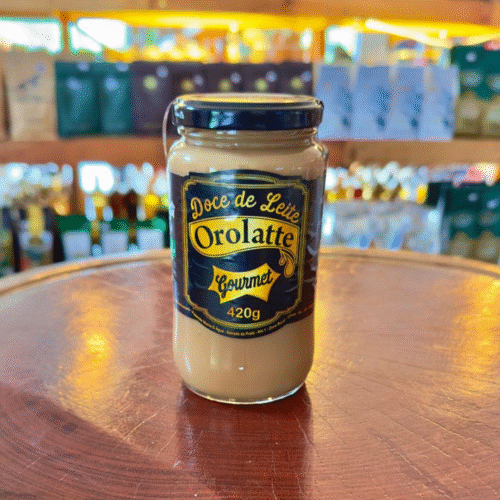 Doce de Leite
Orolatte
Gourmet
420g